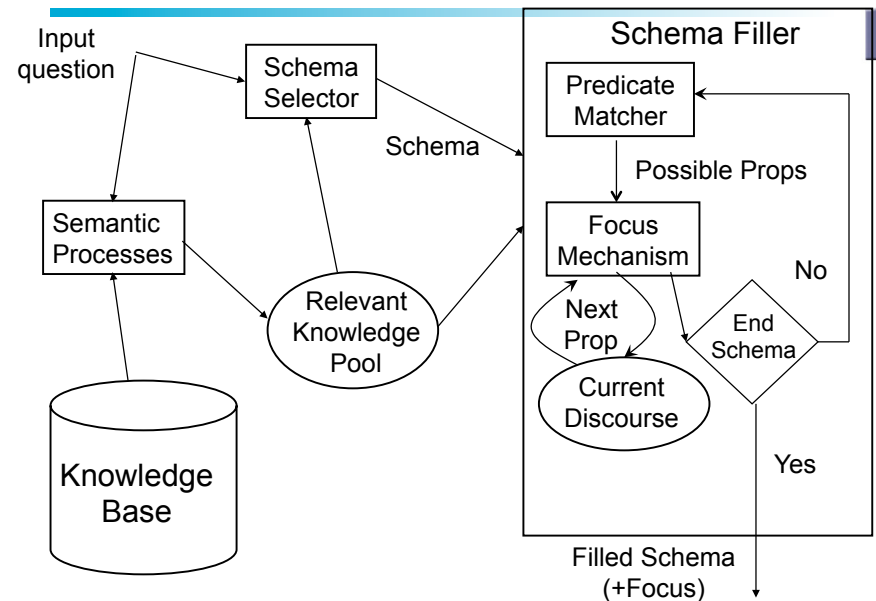 Input
question
Schema
Selector
Schema
Semantic
Processes
Relevant
Knowledge
Pool
Knowledge
Base
Schema Filler
Predicate
Matcher
Possible Props
Focus
Mechanism
Next
Prop
Current
Discourse
End
Schema
No
Yes
Filled Schema
(+Focus)